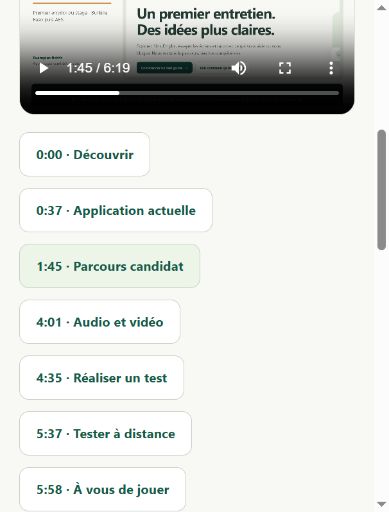 Un premier entretien.
Des idées plus claires.
1:45 / 6:19
0:00 · Découvrir
0:37 · Application actuelle
1:45 · Parcours candidat
4:01 · Audio et vidéo
4:35 · Réaliser un test
5:37 · Tester à distance
5:58 · À vous de jouer